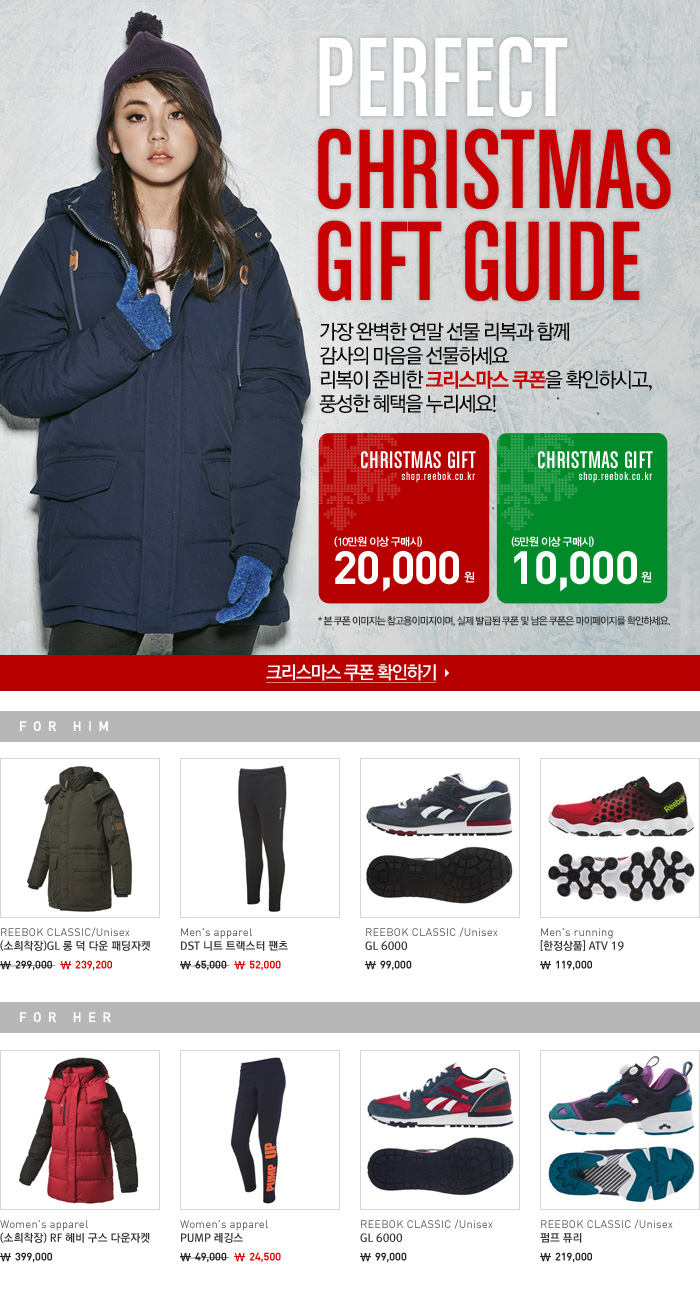 PERFECT
CHRISTMAS
GIFT GUIDE
가장 완벽한 연말 선물 리복과 함께
감사의 마음을 선물하세요
리복이 준비한 크리스마스 쿠폰을 확인하시고,
풍성한 혜택을 누리세요!
CHRISTMAS GIFT
shop.reebok.co.kr
(10만원 이상 구매시)
20,000 원
CHRISTMAS GIFT
shop.reebok.co.kr
(5만원 이상 구매시)
10,000 원
* 본 쿠폰 이미지는 참고용이미지이며, 실제 발급된 쿠폰 및 남은 쿠폰은 마이페이지를 확인하세요.
크리스마스 쿠폰 확인하기
FOR HIM
Reebok
REEBOK CLASSIC/Unisex
(소희착장)GL 롱 덕 다운 패딩자켓
₩ 299,000 ₩ 239,200
Men's apparel
DST 니트 트랙스터 팬츠
₩ 65,000 ₩ 52,000
REEBOK CLASSIC /Unisex
GL 6000
₩ 99,000
Men's running
[한정상품] ATV 19
₩ 119,000
FOR HER
PUMP UP
Women's apparel
(소희착장) RF 헤비 구스 다운자켓
₩ 399,000
Women's apparel
PUMP 레깅스
₩ 49,000 ₩ 24,500
REEBOK CLASSIC /Unisex
GL 6000
₩ 99,000
REEBOK CLASSIC /Unisex
펌프 퓨리
₩ 219,000